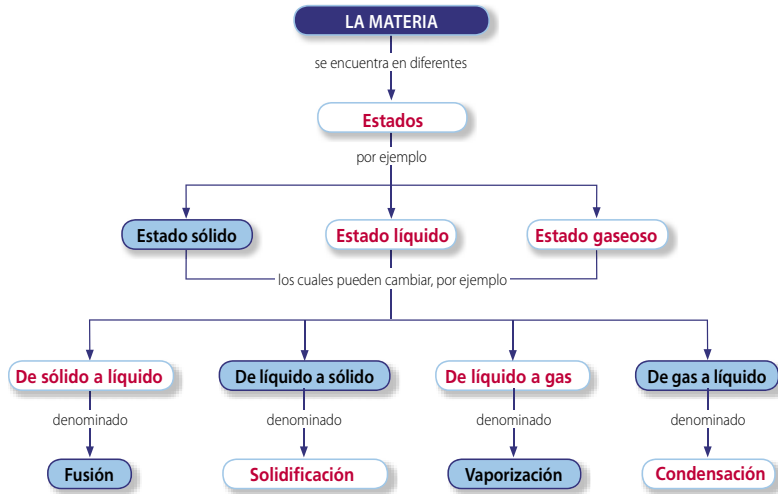 LA MATERIA
se encuentra en diferentes
Estados
por ejemplo
Estado sólido
Estado líquido
Estado gaseoso
los cuales pueden cambiar, por ejemplo
De sólido a líquido
De líquido a sólido
De líquido a gas
De gas a líquido
denominado
denominado
denominado
denominado
Fusión
Solidificación
Vaporización
Condensación